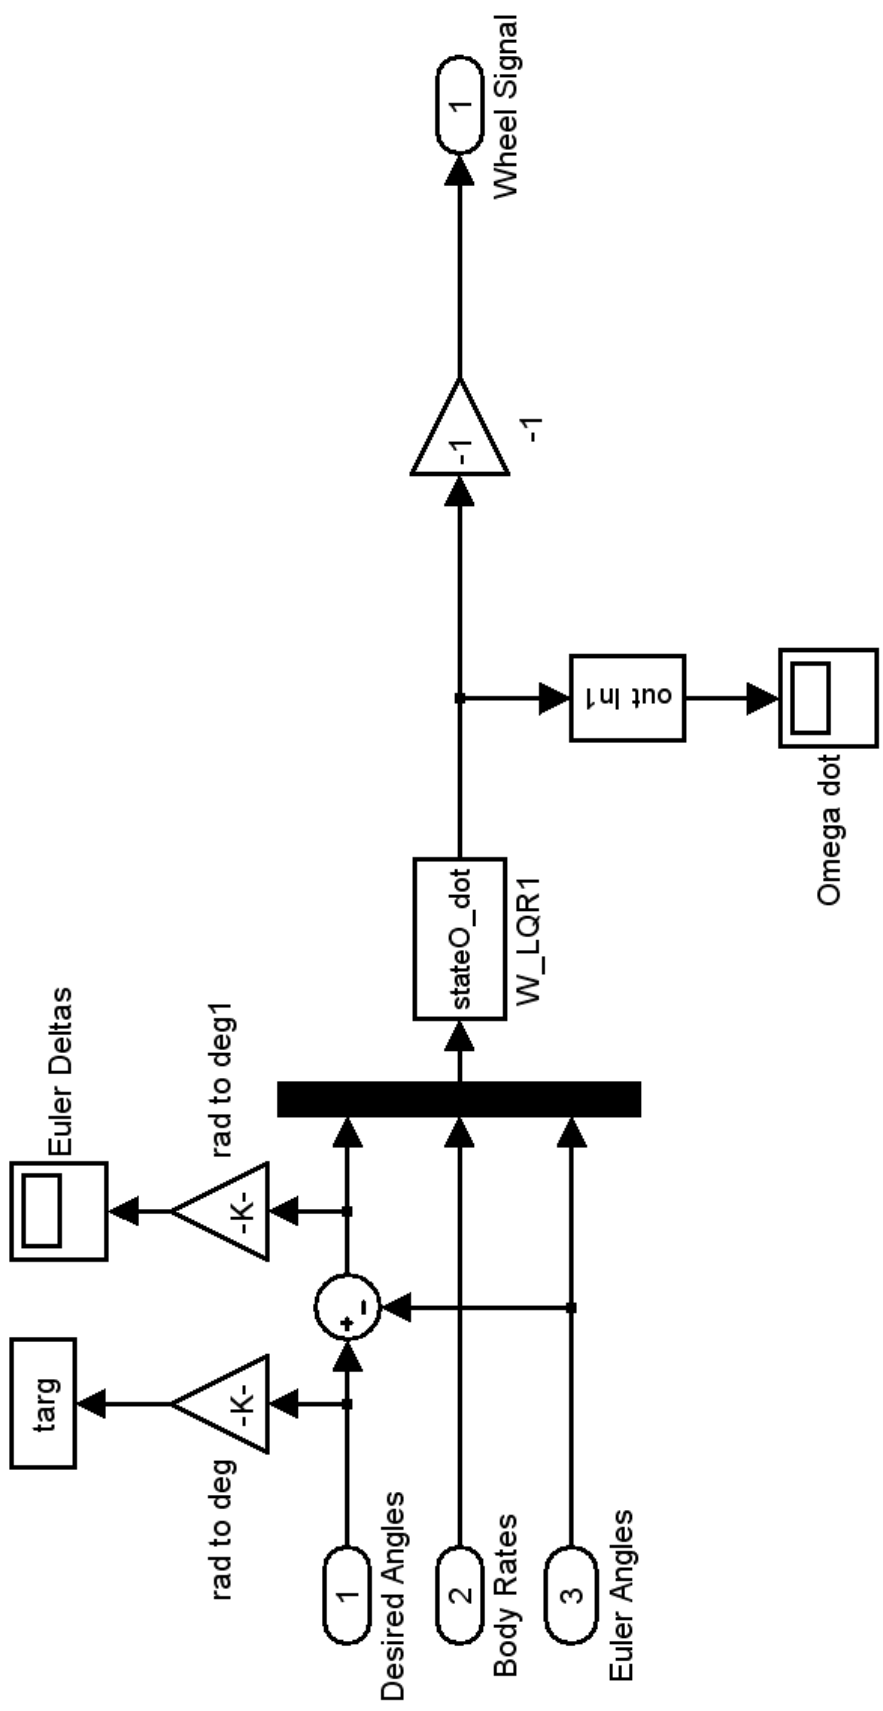 targ
Euler Deltas
-K-
-K-
rad to deg
rad to deg1
1
Desired Angles
+
-
2
Body Rates
3
Euler Angles
stateO_dot
W_LQR1
out In1
Omega dot
-1
-1
1
Wheel Signal